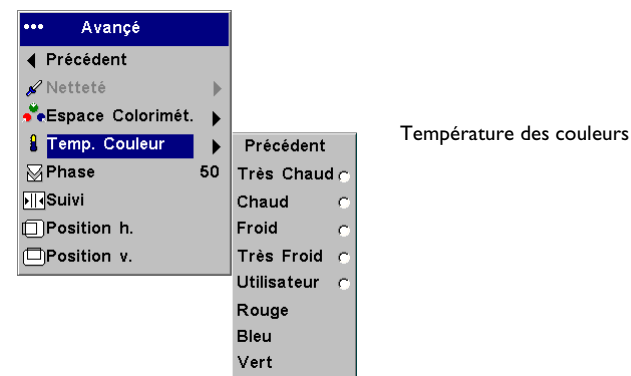 ••• Avançé
Précédent
Netteté
Espace Colorimét.
Temp. Couleur
Phase 50
Suivi
Position h.
Position v.
Précédent
Très Chaud
Chaud
Froid
Très Froid
Utilisateur
Rouge
Bleu
Vert
Température des couleurs